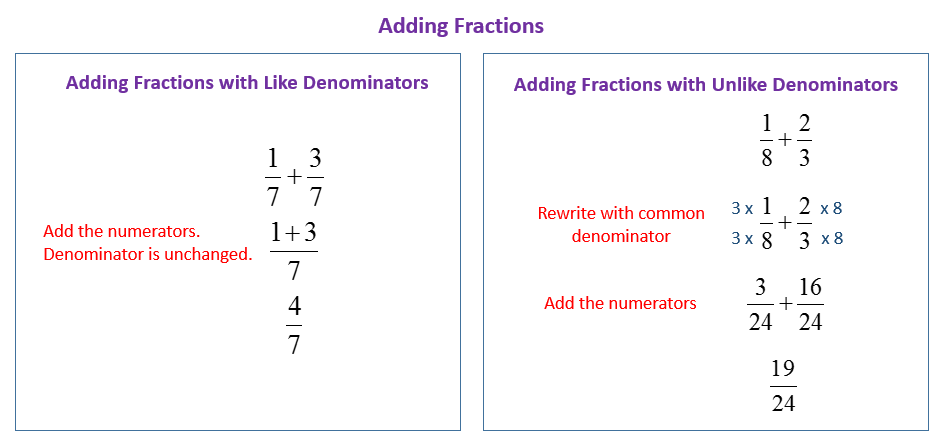 Adding Fractions
Adding Fractions with Like Denominators
1/7 + 3/7
Add the numerators.
Denominator is unchanged.
1+3/7
4/7
Adding Fractions with Unlike Denominators
1/8 + 2/3
Rewrite with common
denominator
3 x 1/3 x 8 + 2 x 8/3 x 8
Add the numerators
3/24 + 16/24
19/24